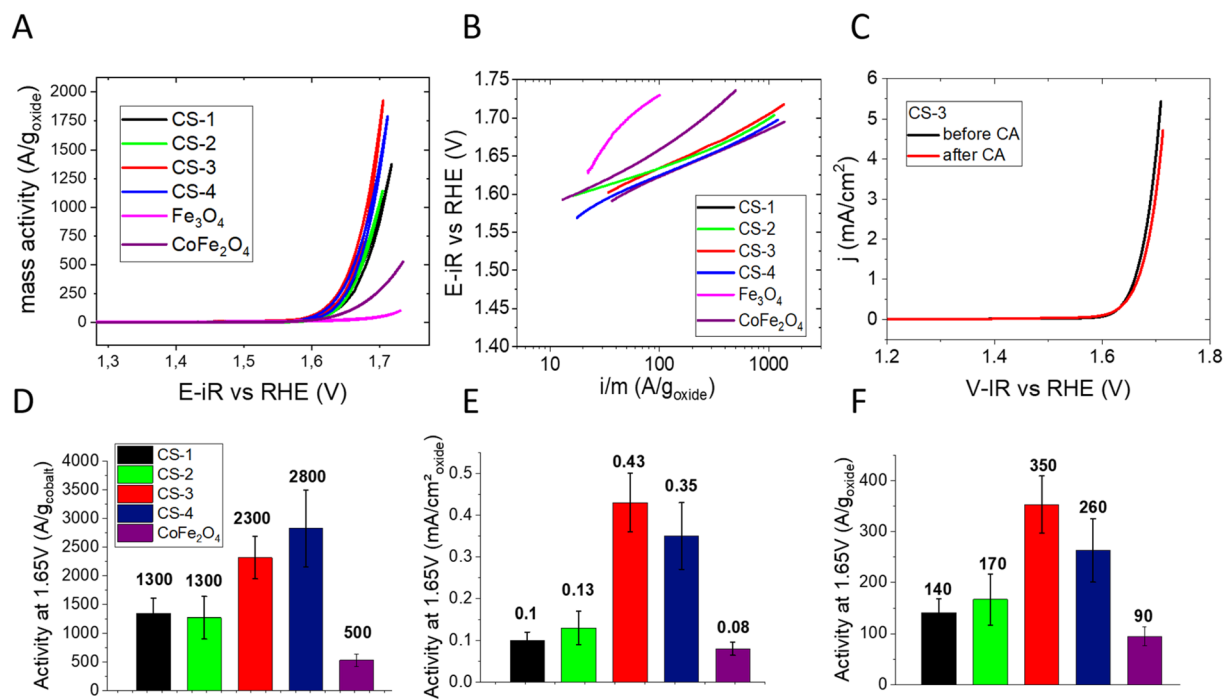 A
mass activity (A/g_oxide)
2000
1750
1500
1250
1000
750
500
250
0
CS-1
CS-2
CS-3
CS-4
Fe₃O₄
CoFe₂O₄
1,3 1,4 1,5 1,6 1,7
E-iR vs RHE (V)
B
E-iR vs RHE (V)
1.75
1.70
1.65
1.60
1.55
1.50
1.45
1.40
CS-1
CS-2
CS-3
CS-4
Fe₃O₄
CoFe₂O₄
10 100 1000
i/m (A/g_oxide)
C
j (mA/cm²)
6
5
4
3
2
1
0
CS-3
before CA
after CA
1.2 1.4 1.6 1.8
V-IR vs RHE (V)
D
Activity at 1.65V (A/g_cobalt)
4000
3500
3000
2500
2000
1500
1000
500
0
CS-1
CS-2
CS-3
CS-4
CoFe₂O₄
1300 1300 2300 2800 500
E
Activity at 1.65V (mA/cm²_oxide)
0.5
0.4
0.3
0.2
0.1
0.0
0.1 0.13 0.43 0.35 0.08
F
Activity at 1.65V (A/g_oxide)
400
350
300
250
200
150
100
50
0
140 170 350 260 90